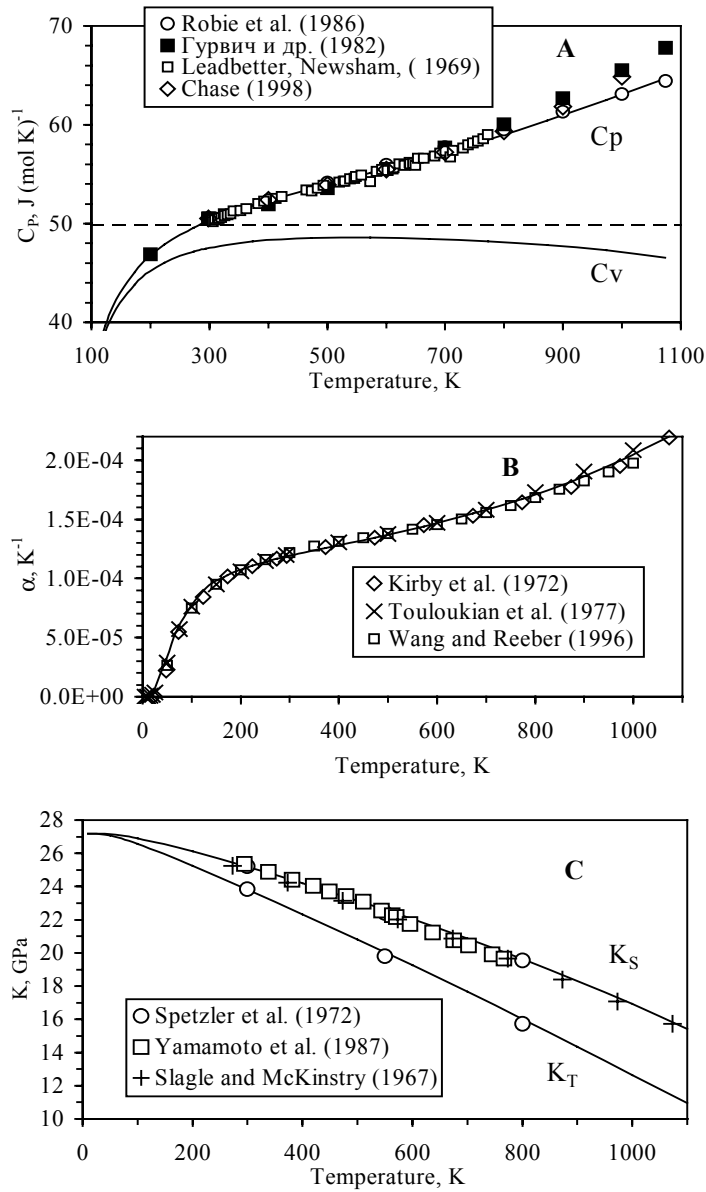 Robie et al. (1986)
Гурвич и др. (1982)
Leadbetter, Newsham, ( 1969)
Chase (1998)
A
70
60
50
40
C_P, J (mol K)⁻¹
Cp
Cv
100 300 500 700 900 1100
Temperature, K
B
2.0E-04
1.5E-04
1.0E-04
5.0E-05
0.0E+00
α, K⁻¹
Kirby et al. (1972)
Touloukian et al. (1977)
Wang and Reeber (1996)
0 200 400 600 800 1000
Temperature, K
C
28
26
24
22
20
18
16
14
12
10
K, GPa
K_S
K_T
Spetzler et al. (1972)
Yamamoto et al. (1987)
Slagle and McKinstry (1967)
0 200 400 600 800 1000
Temperature, K